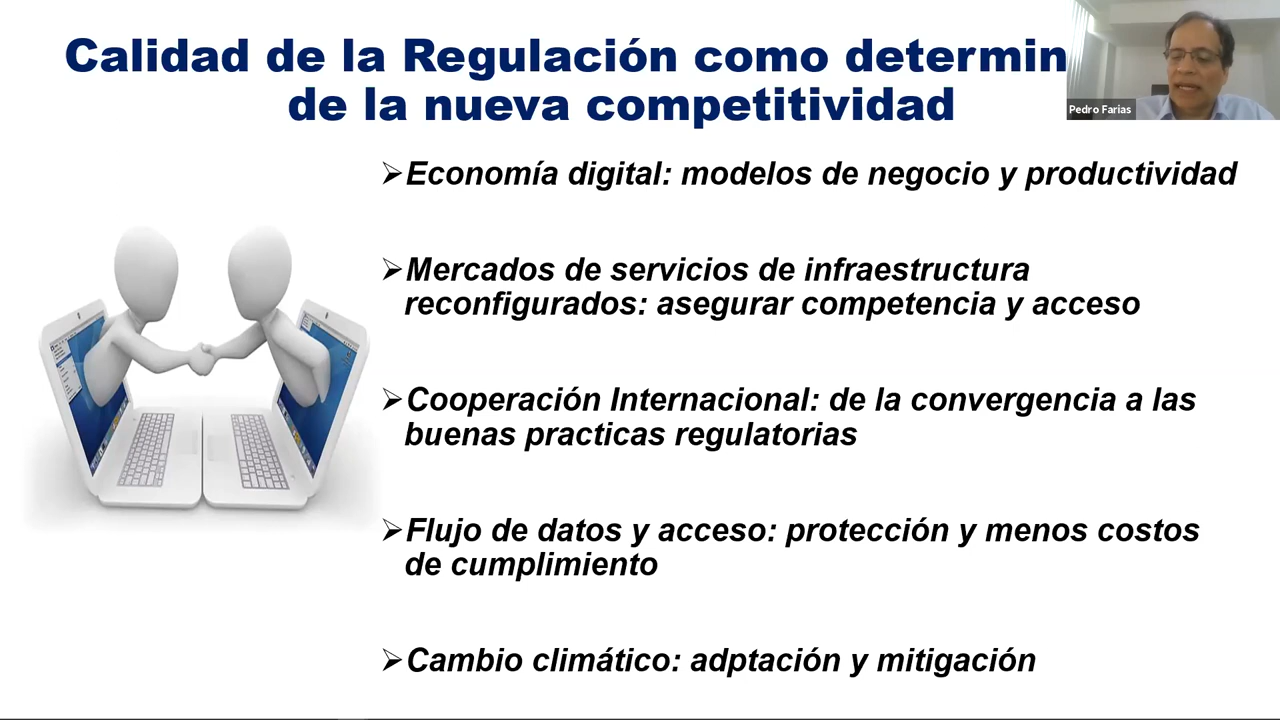 Calidad de la Regulación como determin
de la nueva competitividad
Pedro Farias
➢Economía digital: modelos de negocio y productividad
➢Mercados de servicios de infraestructura
reconfigurados: asegurar competencia y acceso
➢Cooperación Internacional: de la convergencia a las
buenas practicas regulatorias
➢Flujo de datos y acceso: protección y menos costos
de cumplimiento
➢Cambio climático: adptación y mitigación